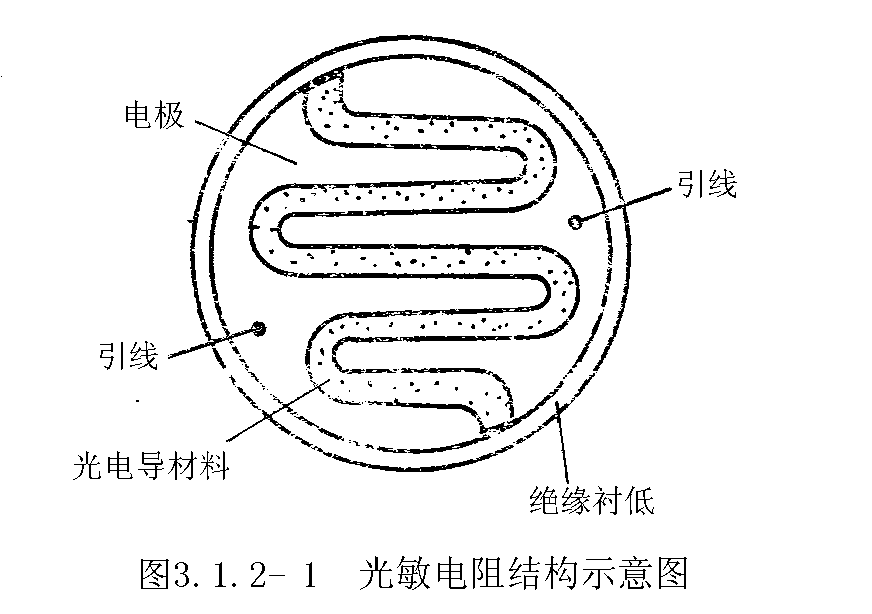 电极
引线
引线
光电导材料
绝缘衬低
图3.1.2-1 光敏电阻结构示意图